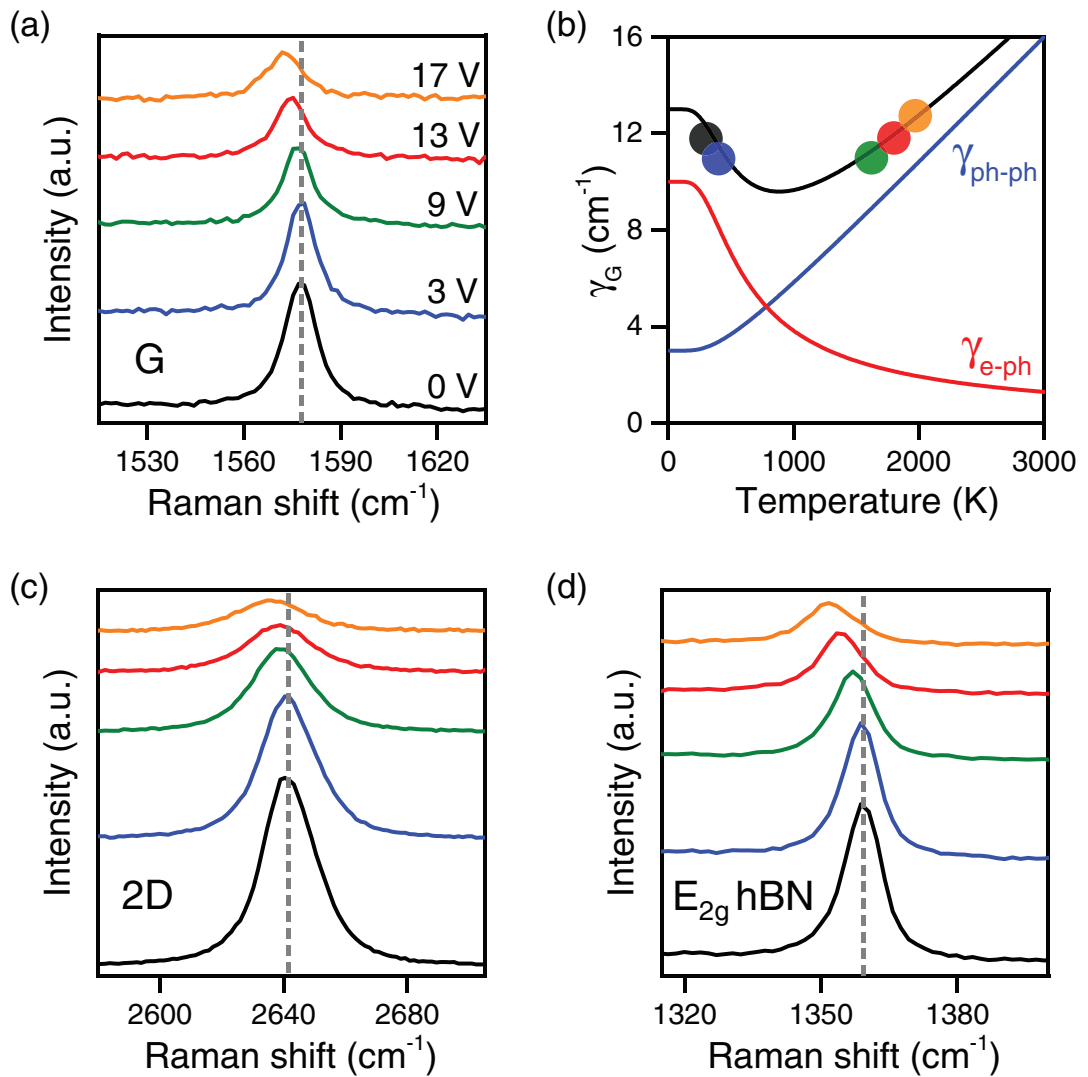 (a)
17 V
13 V
9 V
3 V
0 V
G
Intensity (a.u.)
1530 1560 1590 1620
Raman shift (cm⁻¹)
(b)
16
12
8
4
0
γG (cm⁻¹)
γph-ph
γe-ph
0 1000 2000 3000
Temperature (K)
(c)
2D
Intensity (a.u.)
2600 2640 2680
Raman shift (cm⁻¹)
(d)
E2g hBN
Intensity (a.u.)
1320 1350 1380
Raman shift (cm⁻¹)